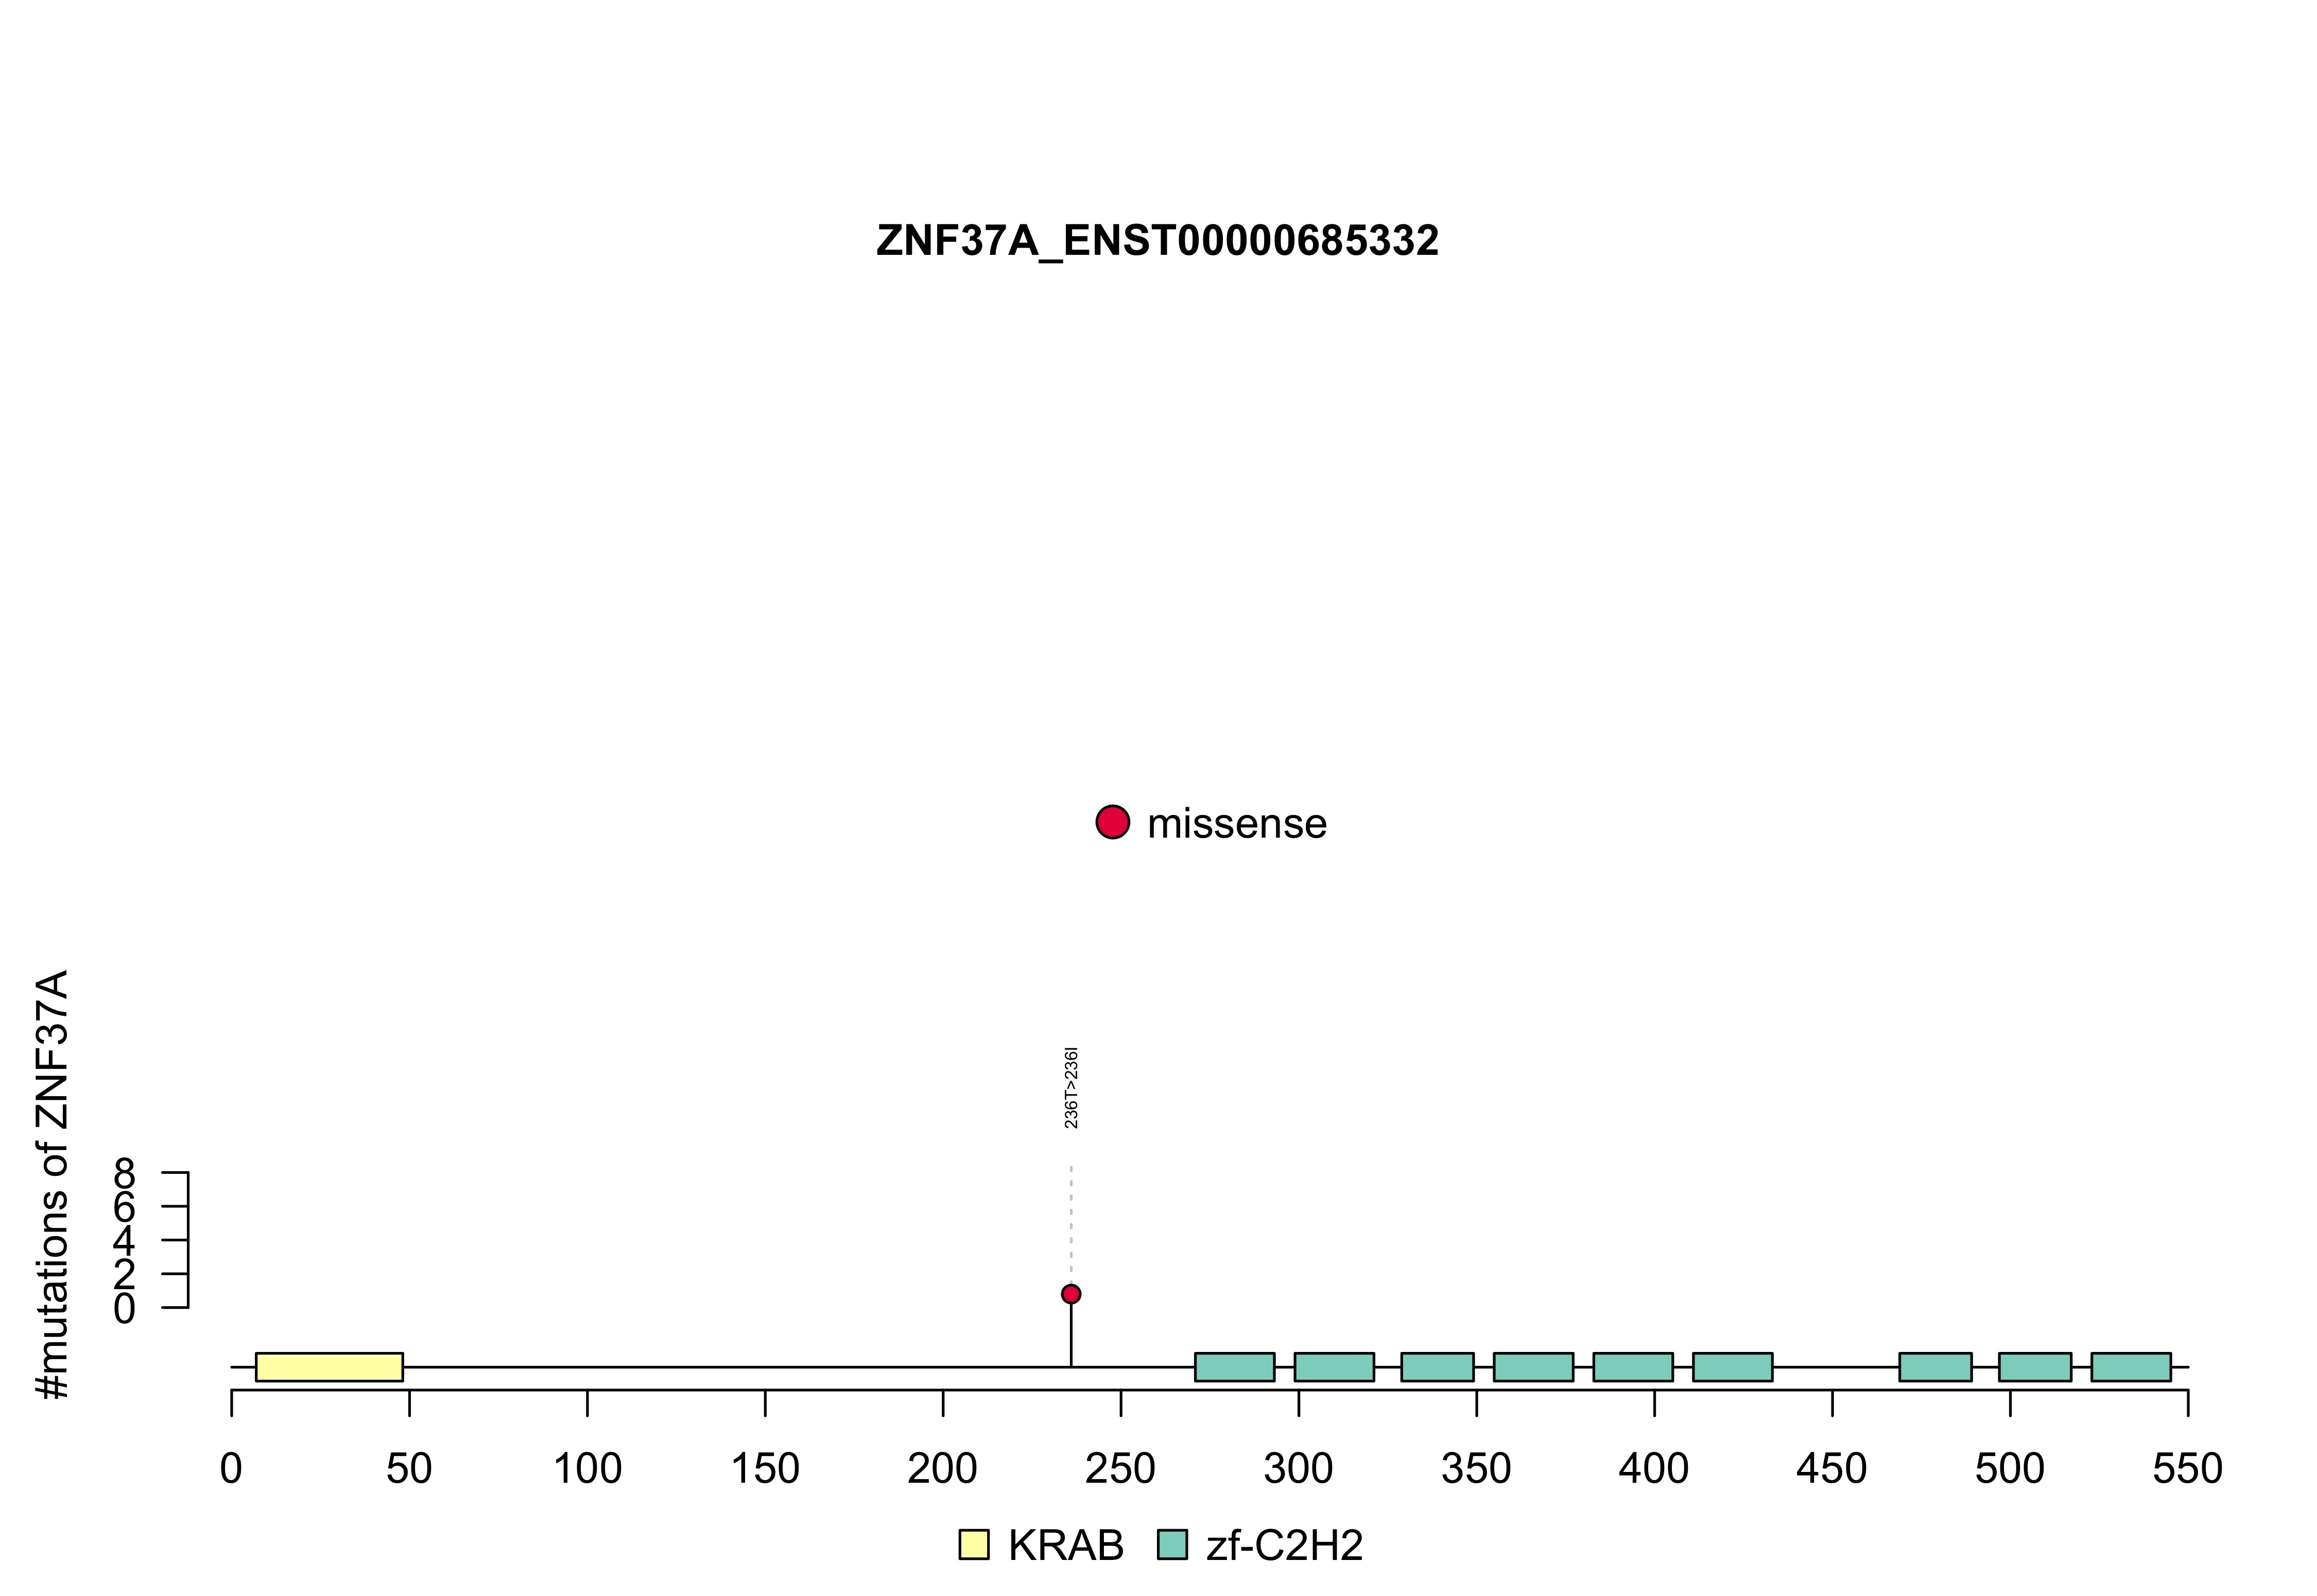 ZNF37A_ENST00000685332
missense
#mutations of ZNF37A
236T>236I
8
6
4
2
0
0 50 100 150 200 250 300 350 400 450 500 550
KRAB zf-C2H2